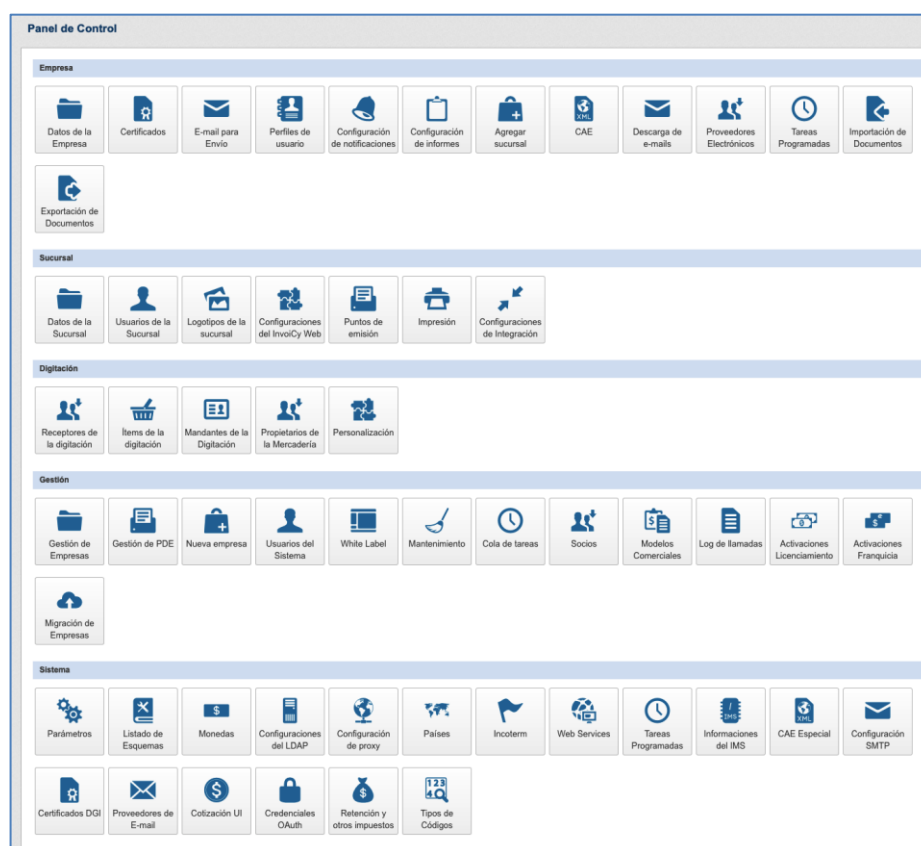 Panel de Control
Empresa
Datos de la
Empresa
Certificados
E-mail para
Envío
Perfiles de
usuario
Configuración
de notificaciones
Configuración
de informes
Agregar
sucursal
XML
CAE
Descarga de
e-mails
Proveedores
Electrónicos
Tareas
Programadas
Importación de
Documentos
Exportación de
Documentos
Sucursal
Datos de la
Sucursal
Usuarios de la
Sucursal
Logotipos de la
sucursal
Configuraciones
del InvoiCy Web
Puntos de
emisión
Impresión
Configuraciones
de Integración
Digitación
Receptores de
la digitación
Ítems de la
digitación
Mandantes de la
Digitación
Propietarios de
la Mercadería
Personalización
Gestión
Gestión de
Empresas
Gestión de PDE
Nueva empresa
Usuarios del
Sistema
White Label
Mantenimiento
Cola de tareas
Socios
$
Modelos
Comerciales
Log de llamadas
Activaciones
Licenciamiento
$
Activaciones
Franquicia
Migración de
Empresas
Sistema
Parámetros
Listado de
Esquemas
$
Monedas
Configuraciones
del LDAP
Configuración
de proxy
Países
Incoterm
Web Services
Tareas
Programadas
IMS
Informaciones
del IMS
XML
CAE Especial
Configuración
SMTP
Certificados DGI
Proveedores de
E-mail
$
Cotización UI
Credenciales
OAuth
$
Retención y
otros impuestos
123
4
Tipos de
Códigos